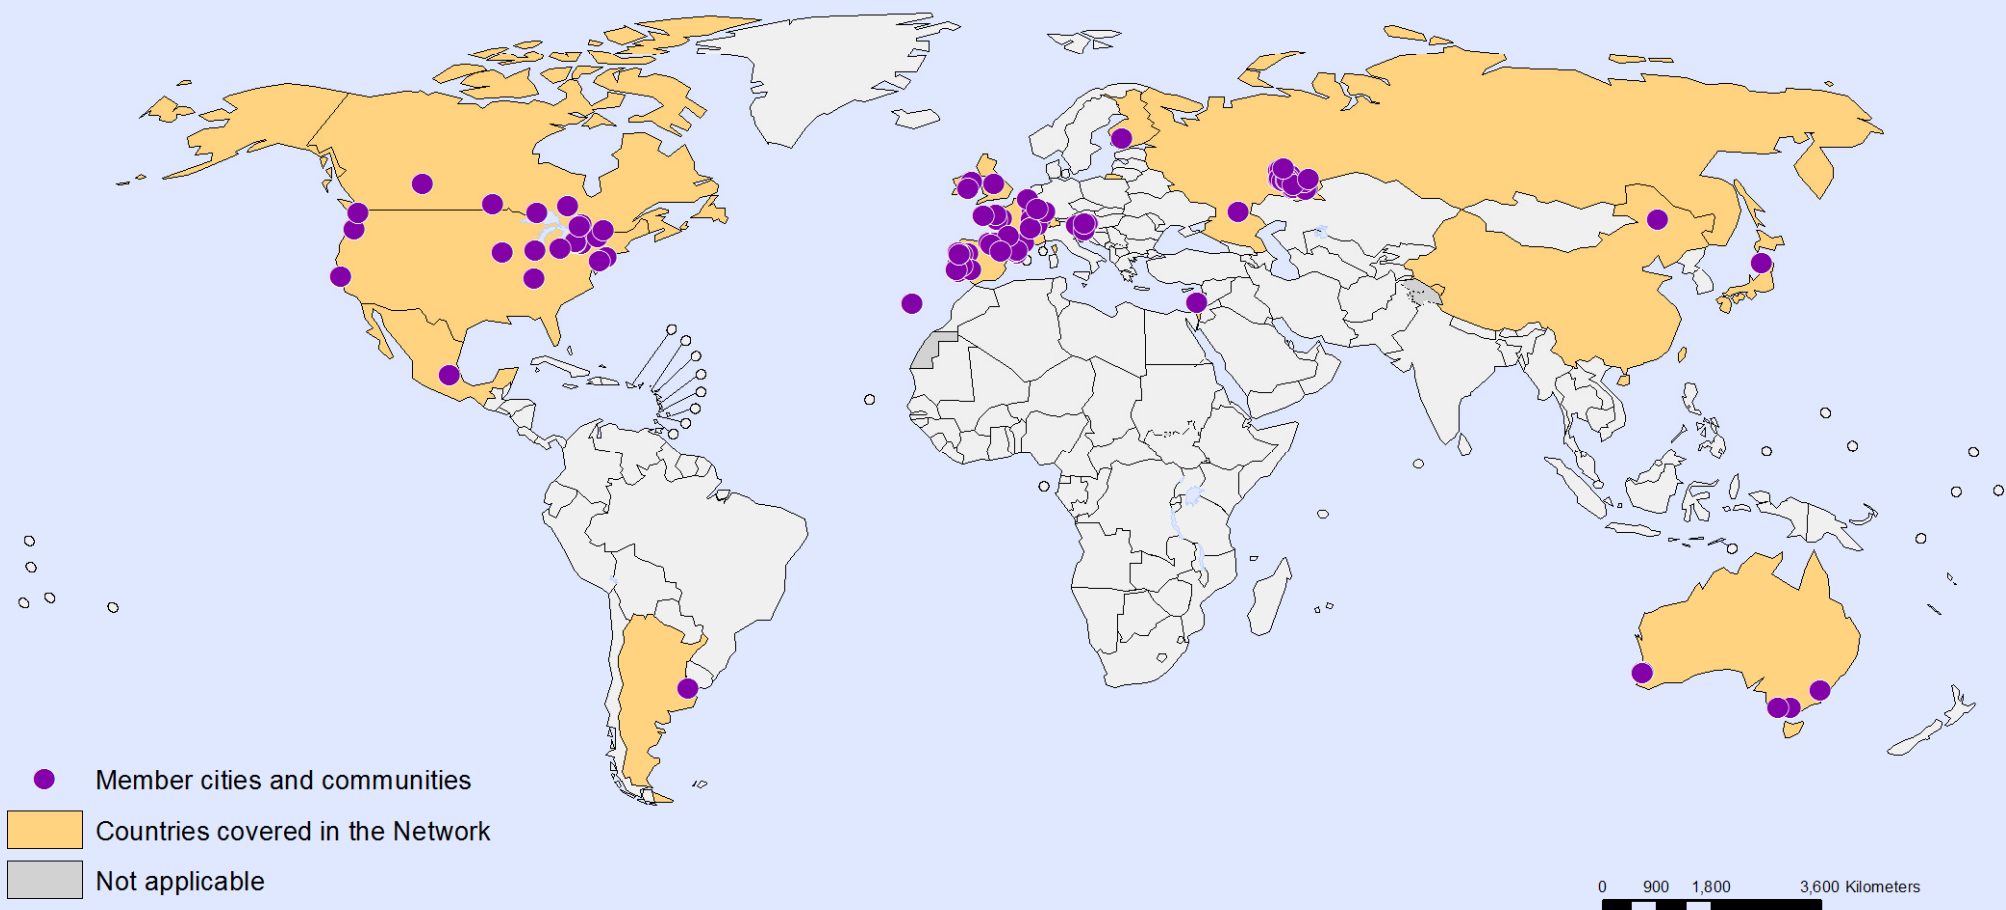 Member cities and communities
Countries covered in the Network
Not applicable
0 900 1,800 3,600 Kilometers